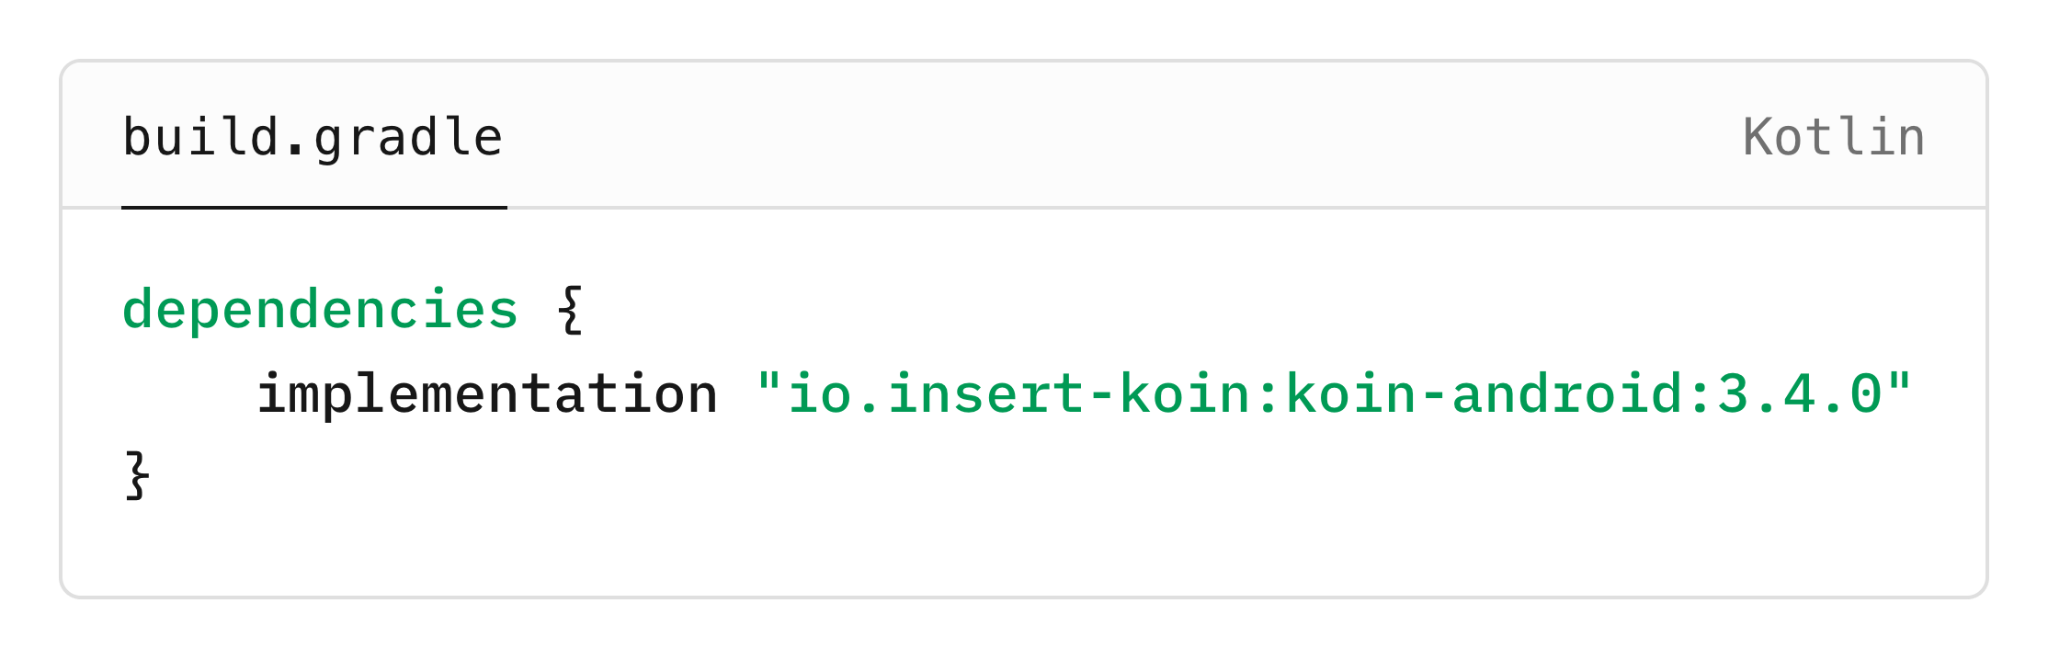 build.gradle
Kotlin
dependencies {
    implementation "io.insert-koin:koin-android:3.4.0"
}